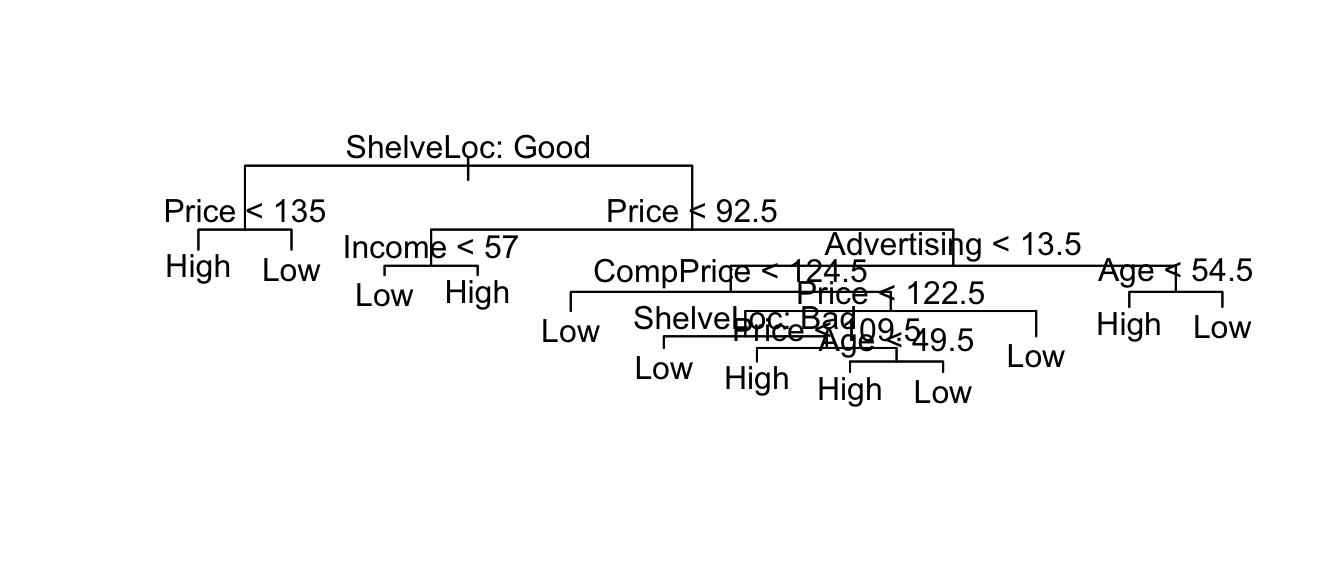 ShelveLoc: Good
Price < 135
Price < 92.5
Income < 57
Advertising < 13.5
High
Low
CompPrice < 124.5
Age < 54.5
Low
High
Price < 122.5
Low
ShelveLoc: Bad
High
Low
Price < 109.5
Age < 49.5
Low
Low
High
High
Low